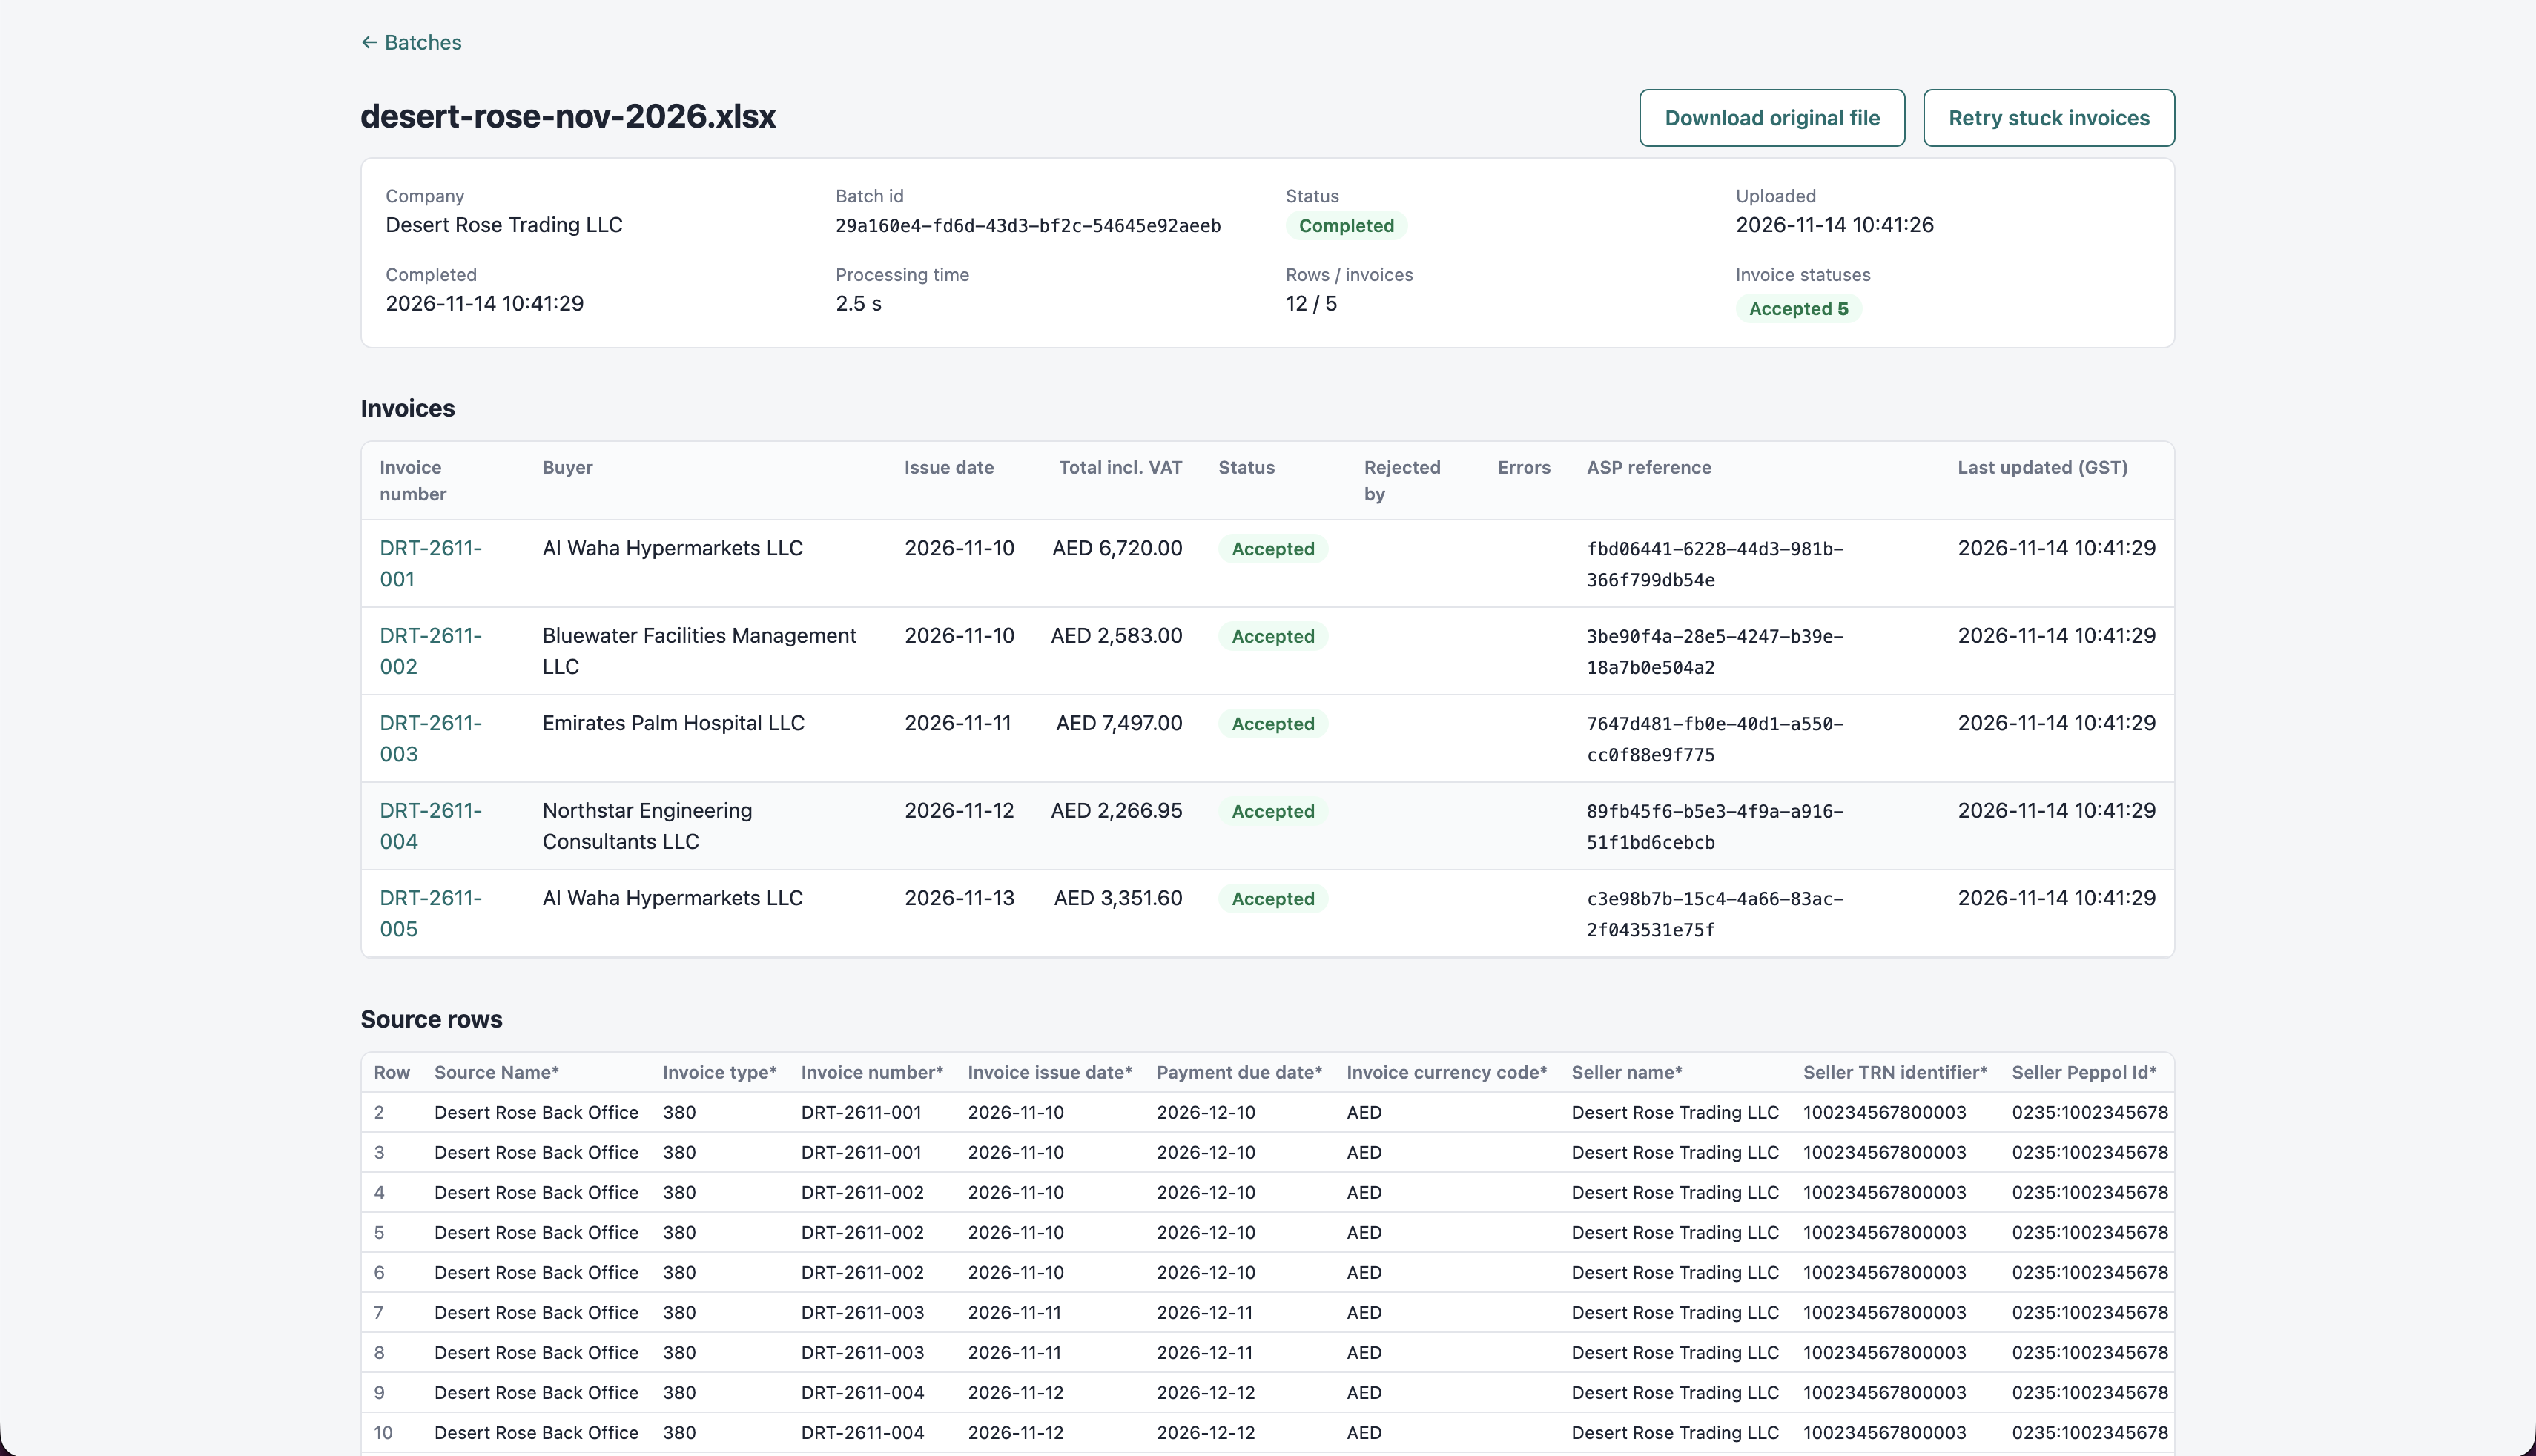 ← Batches
desert-rose-nov-2026.xlsx
Download original file
Retry stuck invoices
Company
Desert Rose Trading LLC
Batch id
29a160e4-fd6d-43d3-bf2c-54645e92aeeb
Status
Completed
Uploaded
2026-11-14 10:41:26
Completed
2026-11-14 10:41:29
Processing time
2.5 s
Rows / invoices
12 / 5
Invoice statuses
Accepted 5
Invoices
Invoice number Buyer Issue date Total incl. VAT Status Rejected by Errors ASP reference Last updated (GST)
DRT-2611-001 Al Waha Hypermarkets LLC 2026-11-10 AED 6,720.00 Accepted fbd06441-6228-44d3-981b-366f799db54e 2026-11-14 10:41:29
DRT-2611-002 Bluewater Facilities Management LLC 2026-11-10 AED 2,583.00 Accepted 3be90f4a-28e5-4247-b39e-18a7b0e504a2 2026-11-14 10:41:29
DRT-2611-003 Emirates Palm Hospital LLC 2026-11-11 AED 7,497.00 Accepted 7647d481-fb0e-40d1-a550-cc0f88e9f775 2026-11-14 10:41:29
DRT-2611-004 Northstar Engineering Consultants LLC 2026-11-12 AED 2,266.95 Accepted 89fb45f6-b5e3-4f9a-a916-51f1bd6cebcb 2026-11-14 10:41:29
DRT-2611-005 Al Waha Hypermarkets LLC 2026-11-13 AED 3,351.60 Accepted c3e98b7b-15c4-4a66-83ac-2f043531e75f 2026-11-14 10:41:29
Source rows
Row Source Name* Invoice type* Invoice number* Invoice issue date* Payment due date* Invoice currency code* Seller name* Seller TRN identifier* Seller Peppol Id*
2 Desert Rose Back Office 380 DRT-2611-001 2026-11-10 2026-12-10 AED Desert Rose Trading LLC 100234567800003 0235:1002345678
3 Desert Rose Back Office 380 DRT-2611-001 2026-11-10 2026-12-10 AED Desert Rose Trading LLC 100234567800003 0235:1002345678
4 Desert Rose Back Office 380 DRT-2611-002 2026-11-10 2026-12-10 AED Desert Rose Trading LLC 100234567800003 0235:1002345678
5 Desert Rose Back Office 380 DRT-2611-002 2026-11-10 2026-12-10 AED Desert Rose Trading LLC 100234567800003 0235:1002345678
6 Desert Rose Back Office 380 DRT-2611-002 2026-11-10 2026-12-10 AED Desert Rose Trading LLC 100234567800003 0235:1002345678
7 Desert Rose Back Office 380 DRT-2611-003 2026-11-11 2026-12-11 AED Desert Rose Trading LLC 100234567800003 0235:1002345678
8 Desert Rose Back Office 380 DRT-2611-003 2026-11-11 2026-12-11 AED Desert Rose Trading LLC 100234567800003 0235:1002345678
9 Desert Rose Back Office 380 DRT-2611-004 2026-11-12 2026-12-12 AED Desert Rose Trading LLC 100234567800003 0235:1002345678
10 Desert Rose Back Office 380 DRT-2611-004 2026-11-12 2026-12-12 AED Desert Rose Trading LLC 100234567800003 0235:1002345678